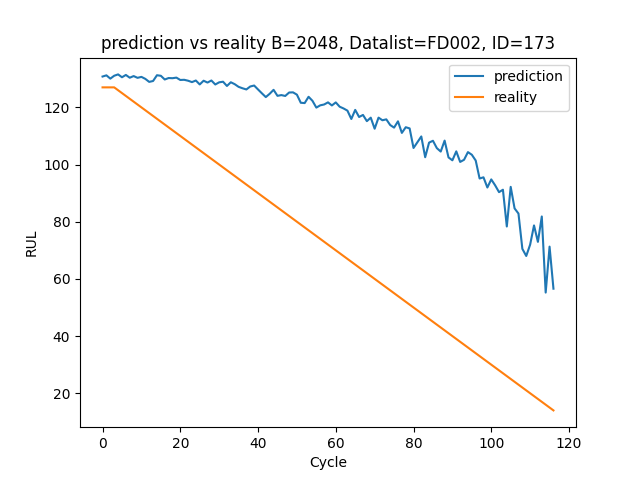 prediction vs reality B=2048, Datalist=FD002, ID=173
prediction
reality
120
100
80
60
40
20
RUL
0 20 40 60 80 100 120
Cycle